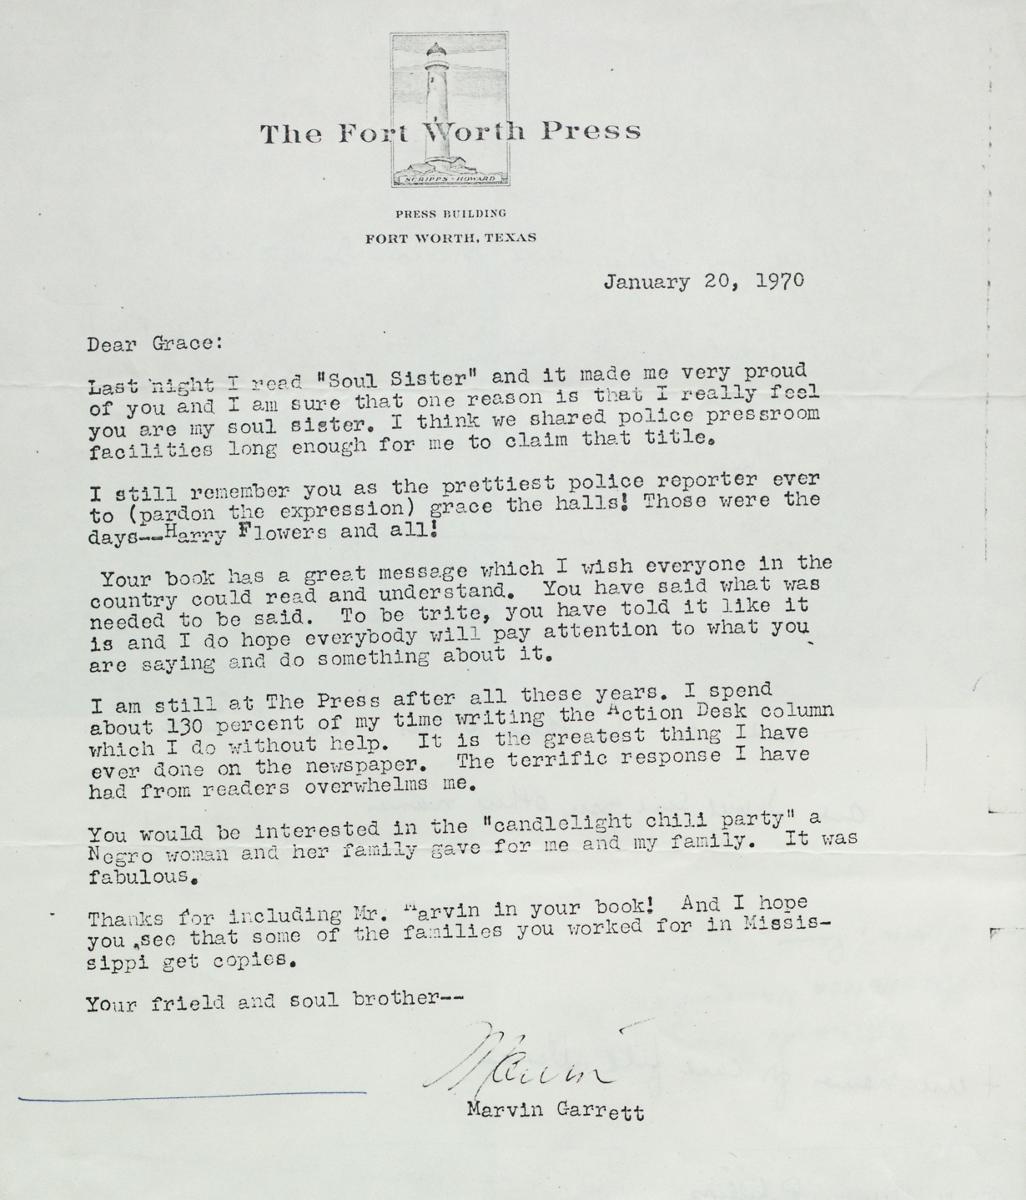 The Fort Worth Press
SCRIPPS - HOWARD
PRESS BUILDING
FORT WORTH, TEXAS
January 20, 1970
Dear Grace:
Last night I read "Soul Sister" and it made me very proud
of you and I am sure that one reason is that I really feel
you are my soul sister. I think we shared police pressroom
facilities long enough for me to claim that title.
I still remember you as the prettiest police reporter ever
to (pardon the expression) grace the halls! Those were the
days--Harry Flowers and all!
Your book has a great message which I wish everyone in the
country could read and understand. You have said what was
needed to be said. To be trite, you have told it like it
is and I do hope everybody will pay attention to what you
are saying and do something about it.
I am still at The Press after all these years. I spend
about 130 percent of my time writing the Action Desk column
which I do without help. It is the greatest thing I have
ever done on the newspaper. The terrific response I have
had from readers overwhelms me.
You would be interested in the "candlelight chili party" a
Negro woman and her family gave for me and my family. It was
fabulous.
Thanks for including Mr. Marvin in your book! And I hope
you see that some of the families you worked for in Missis-
sippi get copies.
Your frield and soul brother--
Marvin
Marvin Garrett